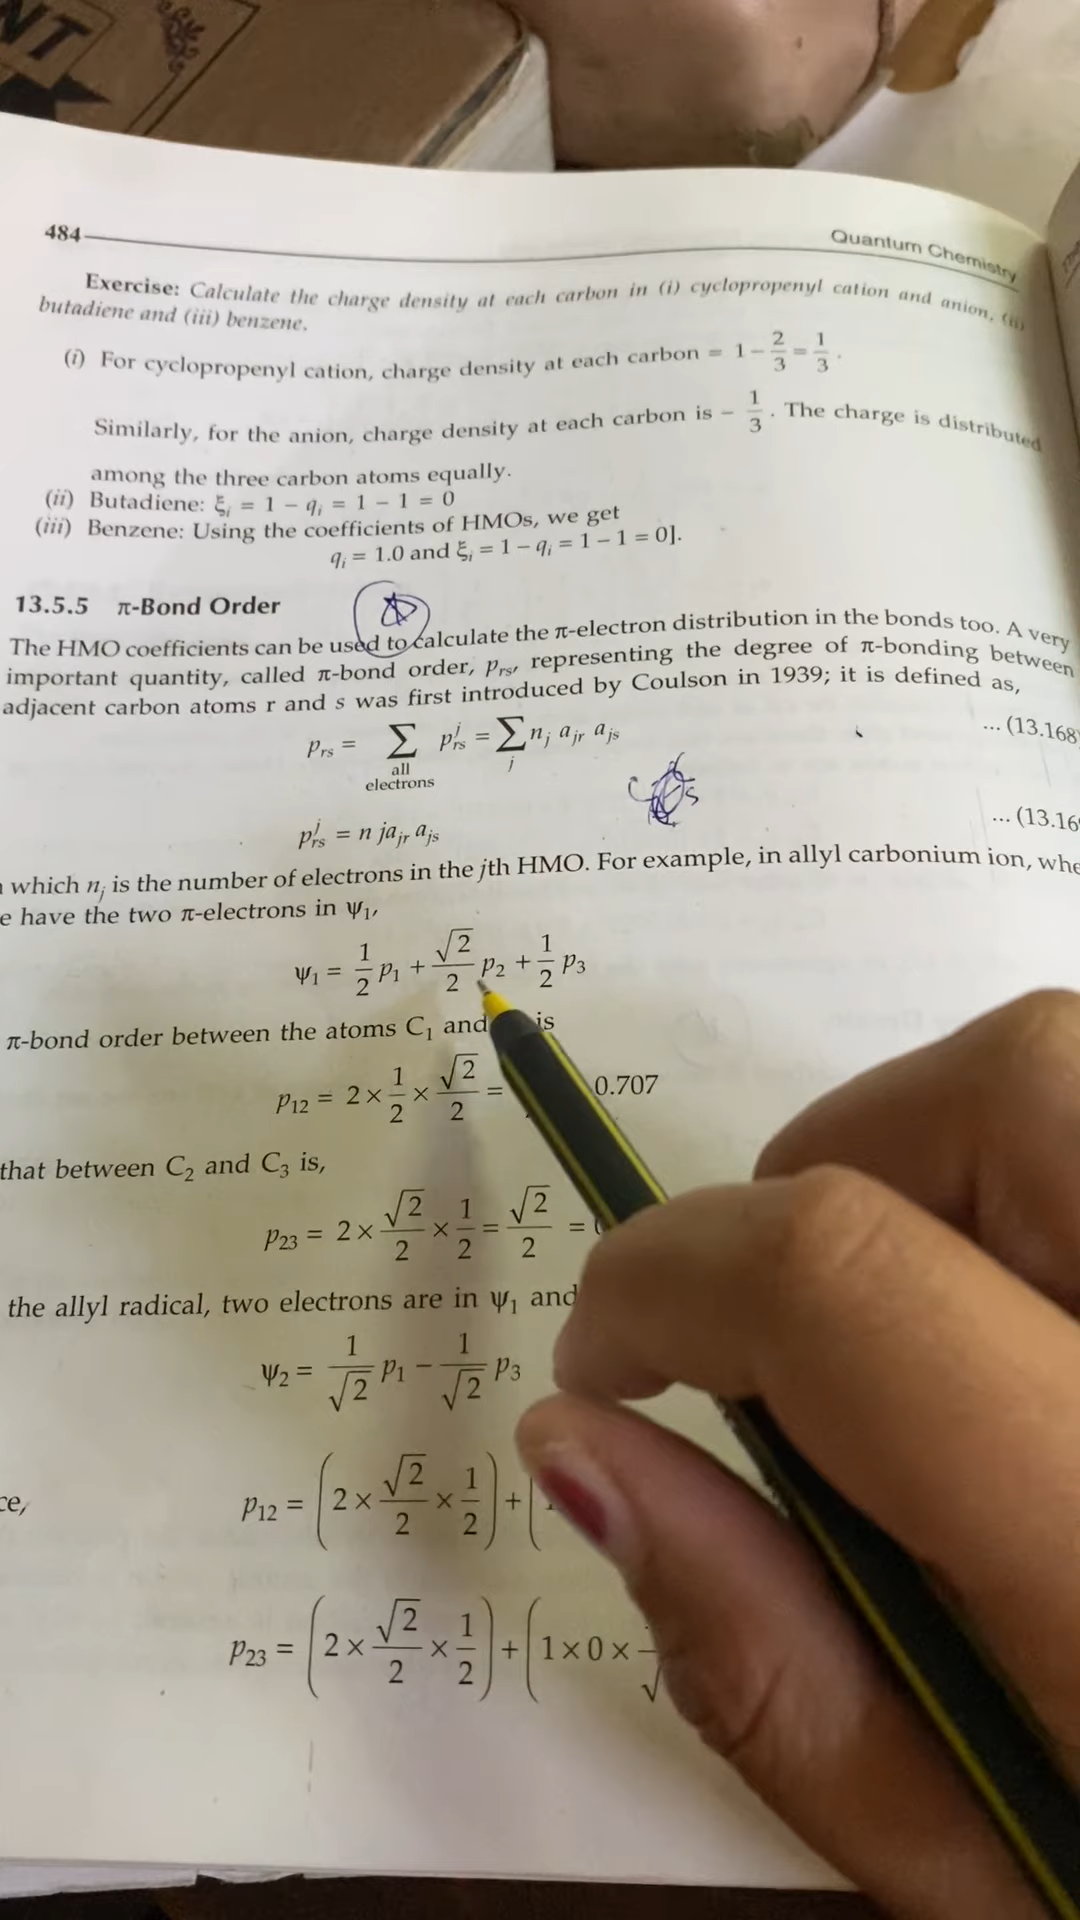 NT
484
Quantum Chemistry
Exercise: Calculate the charge density at each carbon in (i) cyclopropenyl cation and anion, (ii)
butadiene and (iii) benzene.
(i) For cyclopropenyl cation, charge density at each carbon = 1 − 2/3 = 1/3 .
Similarly, for the anion, charge density at each carbon is − 1/3 . The charge is distributed
among the three carbon atoms equally.
(ii) Butadiene: ξi = 1 − qi = 1 − 1 = 0
(iii) Benzene: Using the coefficients of HMOs, we get
qi = 1.0 and ξi = 1 − qi = 1 − 1 = 0].
13.5.5 π-Bond Order
The HMO coefficients can be used to calculate the π-electron distribution in the bonds too. A very
important quantity, called π-bond order, prs, representing the degree of π-bonding between
adjacent carbon atoms r and s was first introduced by Coulson in 1939; it is defined as,
prs = Σ p^j rs = Σ nj ajr ajs ... (13.168
all electrons j
p^j rs = n jajr ajs ... (13.16
which nj is the number of electrons in the jth HMO. For example, in allyl carbonium ion, whe
e have the two π-electrons in ψ1,
ψ1 = 1/2 p1 + √2/2 p2 + 1/2 p3
π-bond order between the atoms C1 and is
p12 = 2 × 1/2 × √2/2 = 0.707
that between C2 and C3 is,
p23 = 2 × √2/2 × 1/2 = √2/2 =
the allyl radical, two electrons are in ψ1 and
ψ2 = 1/√2 p1 − 1/√2 p3
ce,
p12 = (2 × √2/2 × 1/2) + (
p23 = (2 × √2/2 × 1/2) + (1 × 0 ×